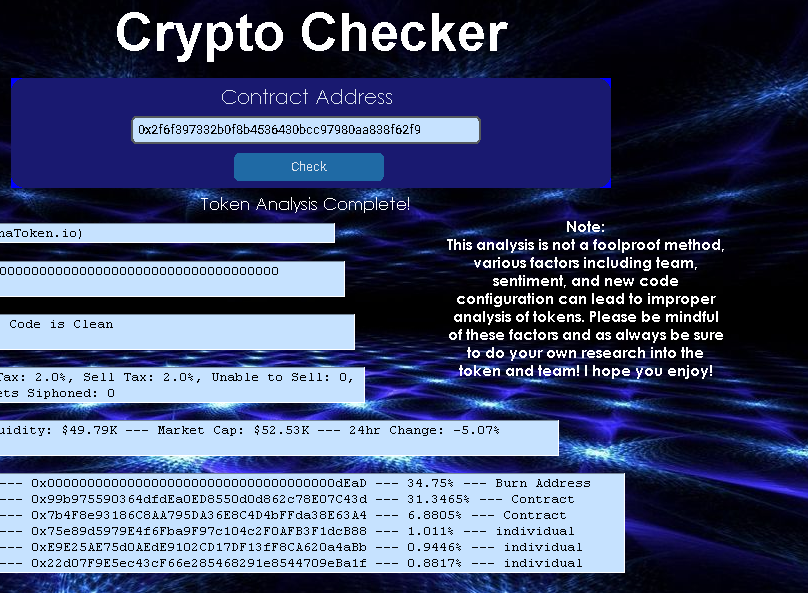 Crypto Checker
Contract Address
0x2f6f397332b0f8b4536430bcc97980aa838f62f9
Check
Token Analysis Complete!
naToken.io)
00000000000000000000000000000000000
Code is Clean
Tax: 2.0%, Sell Tax: 2.0%, Unable to Sell: 0,
ets Siphoned: 0
uidity: $49.79K --- Market Cap: $52.53K --- 24hr Change: -5.07%
--- 0x000000000000000000000000000000000000dEaD --- 34.75% --- Burn Address
--- 0x99b975590364dfdEa0ED8550d0d862c78E07C43d --- 31.3465% --- Contract
--- 0x7b4F8e93186C8AA795DA36E8C4D4bFFda38E63A4 --- 6.8805% --- Contract
--- 0x75e89d5979E4f6Fba9F97c104c2F0AFB3F1dcB88 --- 1.011% --- individual
--- 0xE9E25AE75d0AEdE9102CD17DF13fF8CA620a4aBb --- 0.9446% --- individual
--- 0x22d07F9E5ec43cF66e285468291e8544709eBa1f --- 0.8817% --- individual
Note:
This analysis is not a foolproof method,
various factors including team,
sentiment, and new code
configuration can lead to improper
analysis of tokens. Please be mindful
of these factors and as always be sure
to do your own research into the
token and team! I hope you enjoy!